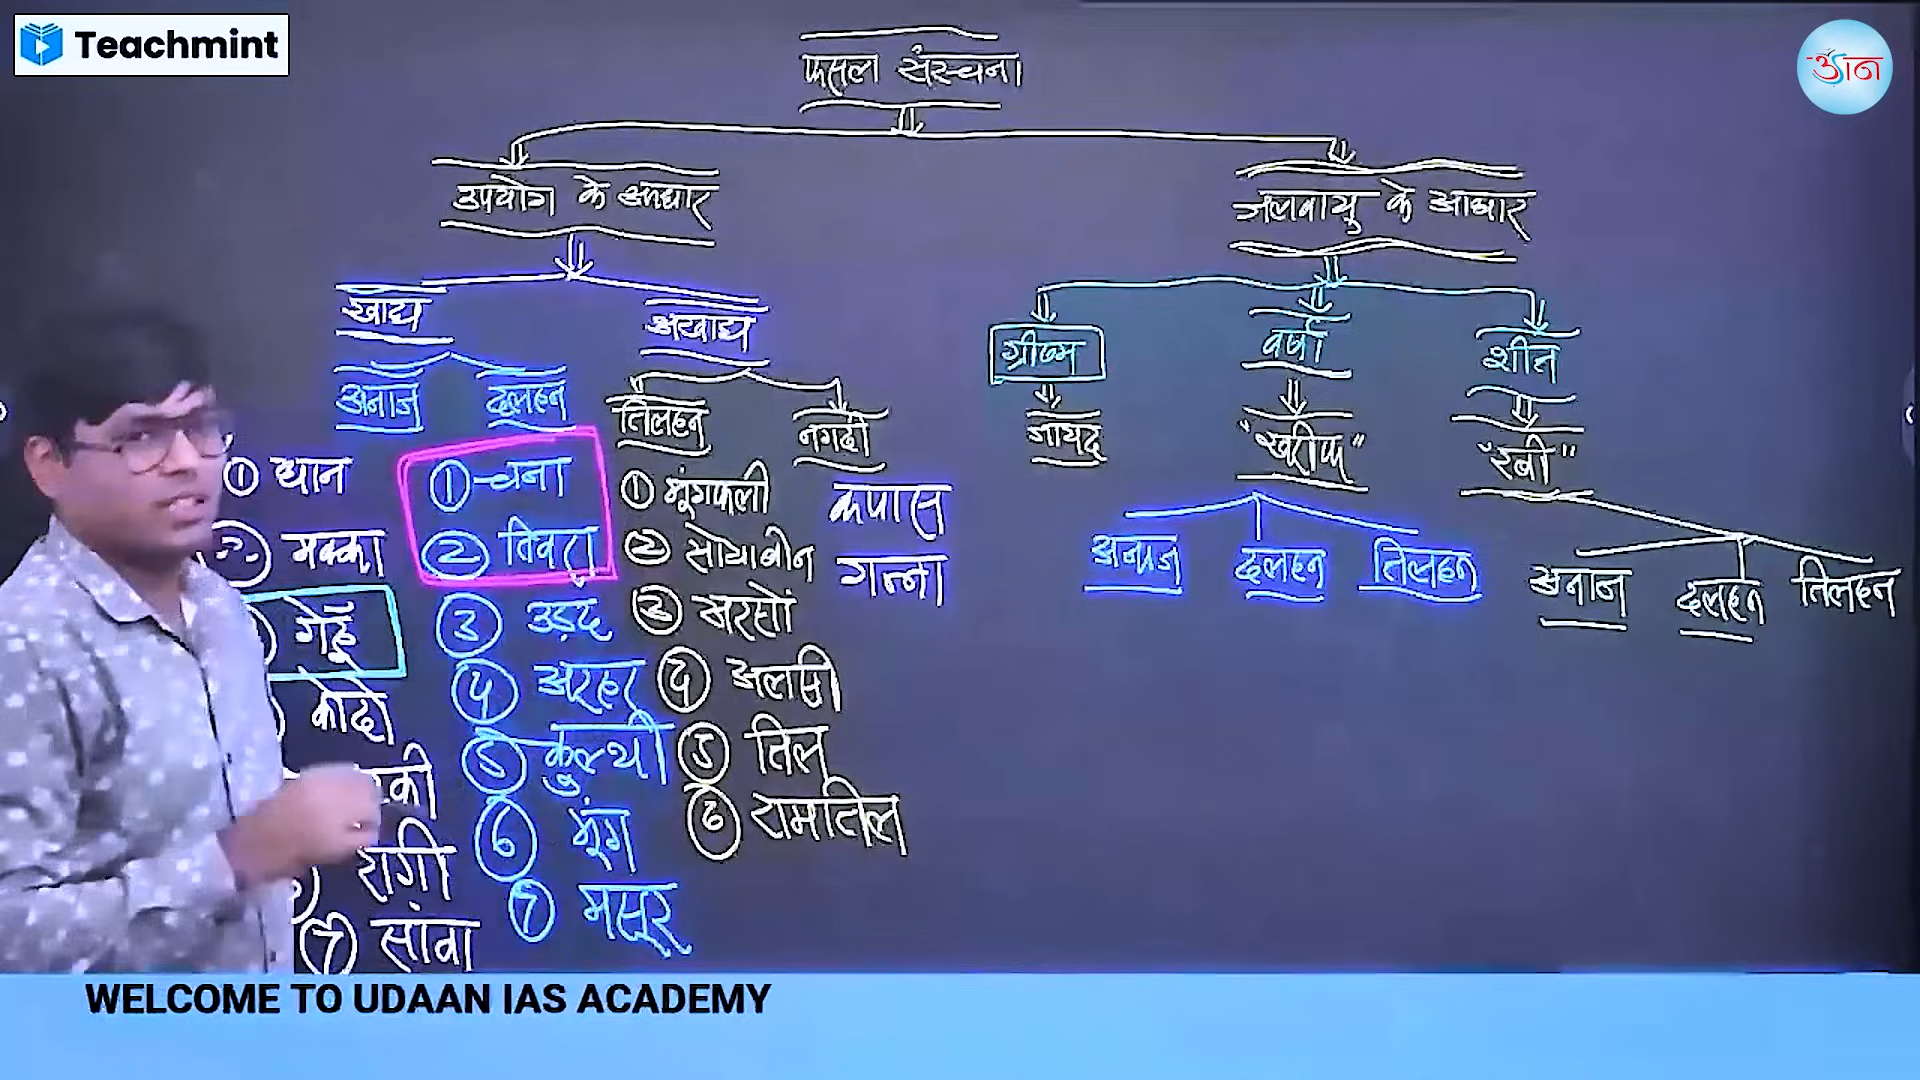 Teachmint
उड़ान
फसल संरचना
उपयोग के आधार
जलवायु के आधार
खाद्य
अखाद्य
ग्रीष्म
वर्षा
शीत
अनाज
दलहन
तिलहन
नगदी
जायद
"खरीफ"
"रबी"
① धान
② मक्का
गेहूँ
कोदो
की
रागी
⑦ सांवा
① चना
② तिवरा
③ उड़द
④ अरहर
⑤ कुल्थी
⑥ मूंग
⑦ मसूर
① मूंगफली
② सोयाबीन
③ सरसों
④ अलसी
⑤ तिल
⑥ रामतिल
कपास
गन्ना
अनाज
दलहन
तिलहन
अनाज
दलहन
तिलहन
WELCOME TO UDAAN IAS ACADEMY